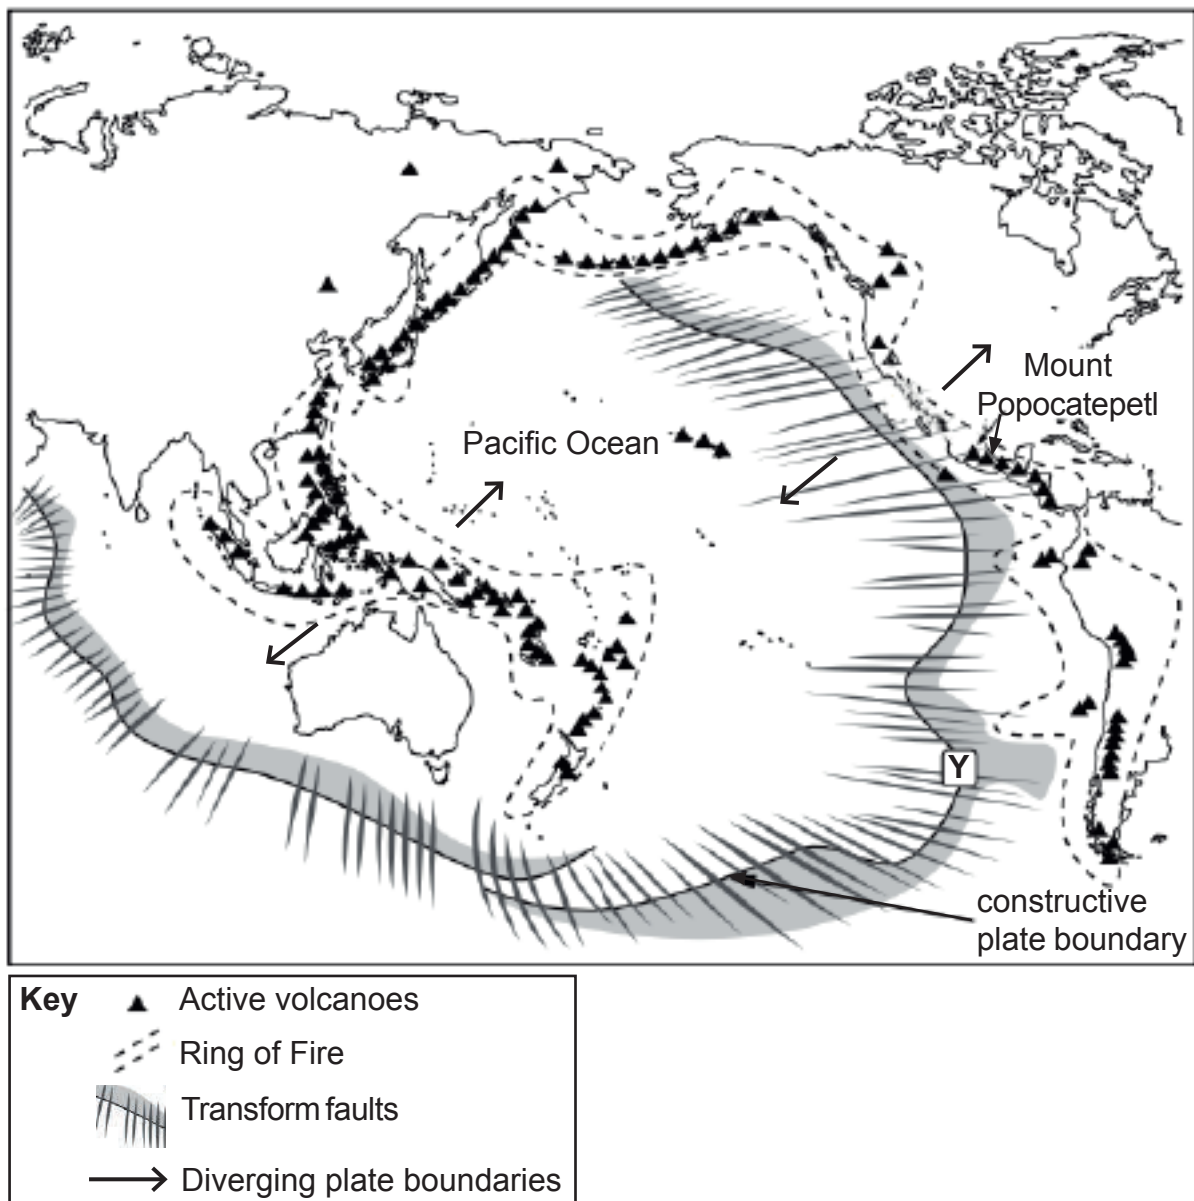 Mount
Popocatepetl
Pacific Ocean
Y
constructive
plate boundary
Key
Active volcanoes
Ring of Fire
Transform faults
Diverging plate boundaries